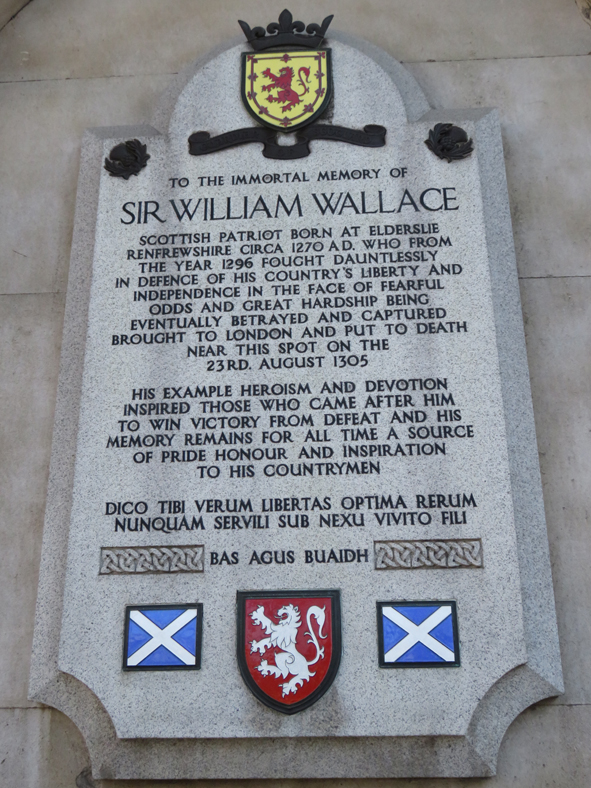 TO THE IMMORTAL MEMORY OF
SIR WILLIAM WALLACE
SCOTTISH PATRIOT BORN AT ELDERSLIE
RENFREWSHIRE CIRCA 1270 A.D. WHO FROM
THE YEAR 1296 FOUGHT DAUNTLESSLY
IN DEFENCE OF HIS COUNTRY'S LIBERTY AND
INDEPENDENCE IN THE FACE OF FEARFUL
ODDS AND GREAT HARDSHIP BEING
EVENTUALLY BETRAYED AND CAPTURED
BROUGHT TO LONDON AND PUT TO DEATH
NEAR THIS SPOT ON THE
23RD. AUGUST 1305
HIS EXAMPLE HEROISM AND DEVOTION
INSPIRED THOSE WHO CAME AFTER HIM
TO WIN VICTORY FROM DEFEAT AND HIS
MEMORY REMAINS FOR ALL TIME A SOURCE
OF PRIDE HONOUR AND INSPIRATION
TO HIS COUNTRYMEN
DICO TIBI VERUM LIBERTAS OPTIMA RERUM
NUNQUAM SERVILI SUB NEXU VIVITO FILI
BAS AGUS BUAIDH